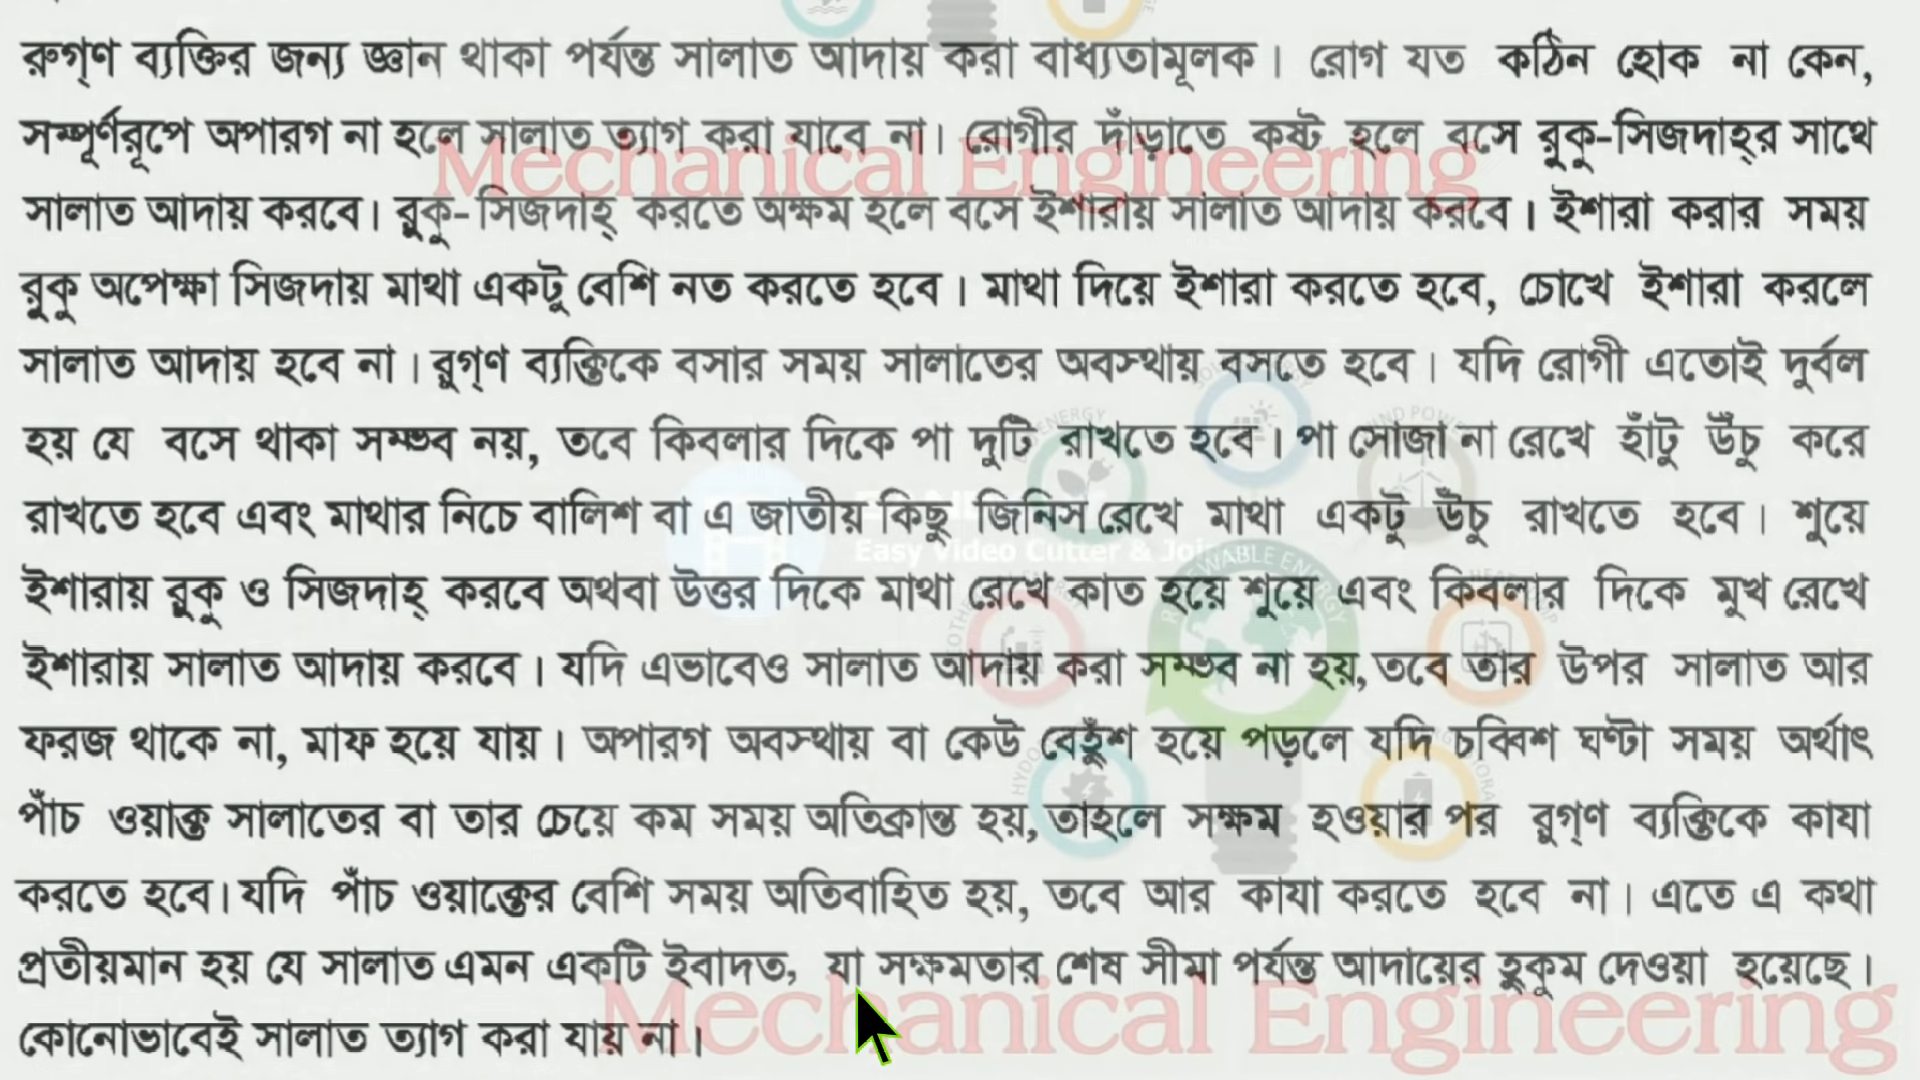 রুগ্‌ণ ব্যক্তির জন্য জ্ঞান থাকা পর্যন্ত সালাত আদায় করা বাধ্যতামূলক। রোগ যত কঠিন হোক না কেন,
সম্পূর্ণরূপে অপারগ না হলে সালাত ত্যাগ করা যাবে না। রোগীর দাঁড়াতে কষ্ট হলে বসে রুকু-সিজদাহ্‌র সাথে
Mechanical Engineering
সালাত আদায় করবে। রুকু-সিজদাহ্ করতে অক্ষম হলে বসে ইশারায় সালাত আদায় করবে। ইশারা করার সময়
রুকু অপেক্ষা সিজদায় মাথা একটু বেশি নত করতে হবে। মাথা দিয়ে ইশারা করতে হবে, চোখে ইশারা করলে
সালাত আদায় হবে না। রুগ্‌ণ ব্যক্তিকে বসার সময় সালাতের অবস্থায় বসতে হবে। যদি রোগী এতোই দুর্বল
হয় যে বসে থাকা সম্ভব নয়, তবে কিবলার দিকে পা দুটি রাখতে হবে। পা সোজা না রেখে হাঁটু উঁচু করে
রাখতে হবে এবং মাথার নিচে বালিশ বা এ জাতীয় কিছু জিনিস রেখে মাথা একটু উঁচু রাখতে হবে। শুয়ে
Easy Video Cutter &
ইশারায় রুকু ও সিজদাহ্ করবে অথবা উত্তর দিকে মাথা রেখে কাত হয়ে শুয়ে এবং কিবলার দিকে মুখ রেখে
ইশারায় সালাত আদায় করবে। যদি এভাবেও সালাত আদায় করা সম্ভব না হয়, তবে তার উপর সালাত আর
ফরজ থাকে না, মাফ হয়ে যায়। অপারগ অবস্থায় বা কেউ বেহুঁশ হয়ে পড়লে যদি চব্বিশ ঘণ্টা সময় অর্থাৎ
পাঁচ ওয়াক্ত সালাতের বা তার চেয়ে কম সময় অতিক্রান্ত হয়, তাহলে সক্ষম হওয়ার পর রুগ্‌ণ ব্যক্তিকে কাযা
করতে হবে। যদি পাঁচ ওয়াক্তের বেশি সময় অতিবাহিত হয়, তবে আর কাযা করতে হবে না। এতে এ কথা
প্রতীয়মান হয় যে সালাত এমন একটি ইবাদত, যা সক্ষমতার শেষ সীমা পর্যন্ত আদায়ের হুকুম দেওয়া হয়েছে।
কোনোভাবেই সালাত ত্যাগ করা যায় না।
Mechanical Engineering